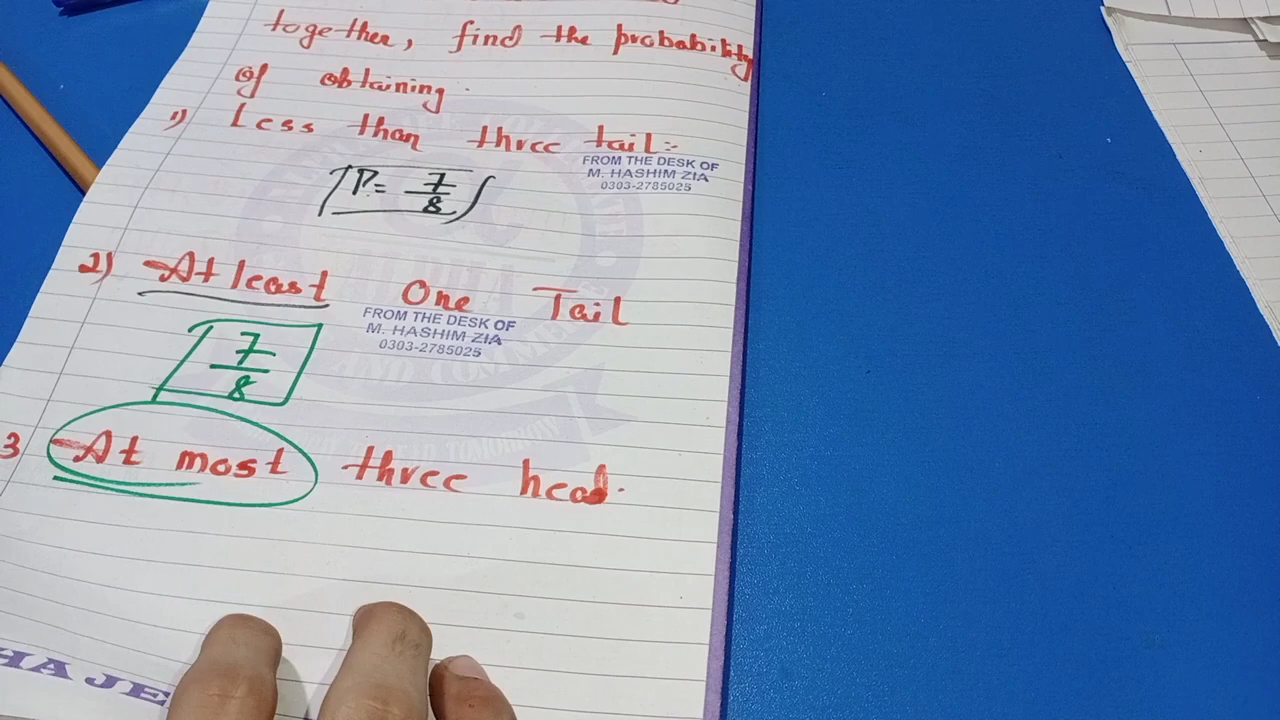 together, find the probability
of obtaining.
1) Less than three tail:-
FROM THE DESK OF
M. HASHIM ZIA
0303-2785025
P = 7/8
2) At least One Tail
FROM THE DESK OF
M. HASHIM ZIA
0303-2785025
7/8
3 At most three head.
HA JE